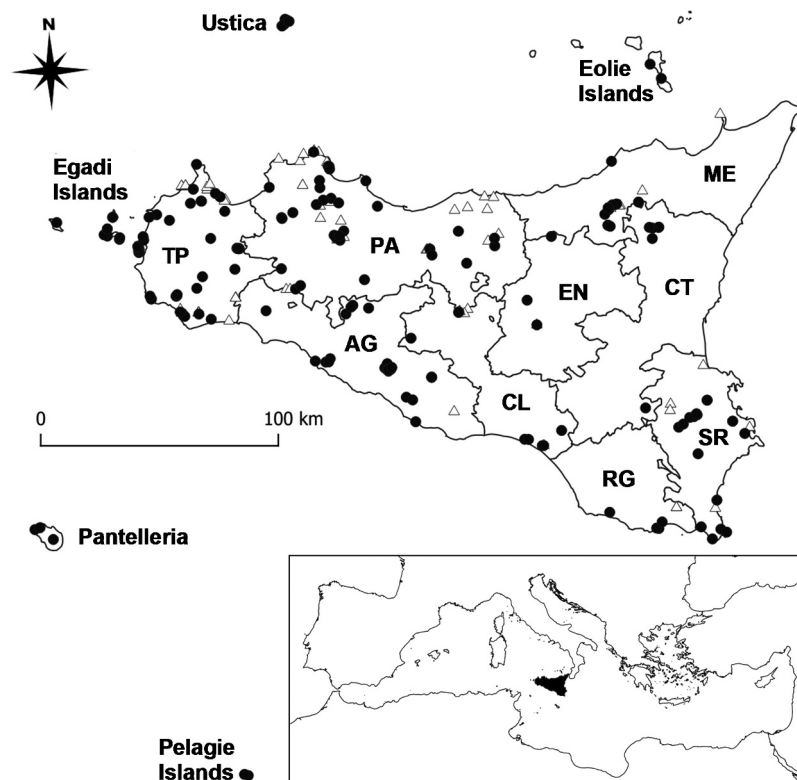 Ustica
N
Eolie
Islands
Egadi
Islands
ME
PA
TP
EN
CT
AG
CL
SR
RG
0
100 km
Pantelleria
Pelagie
Islands